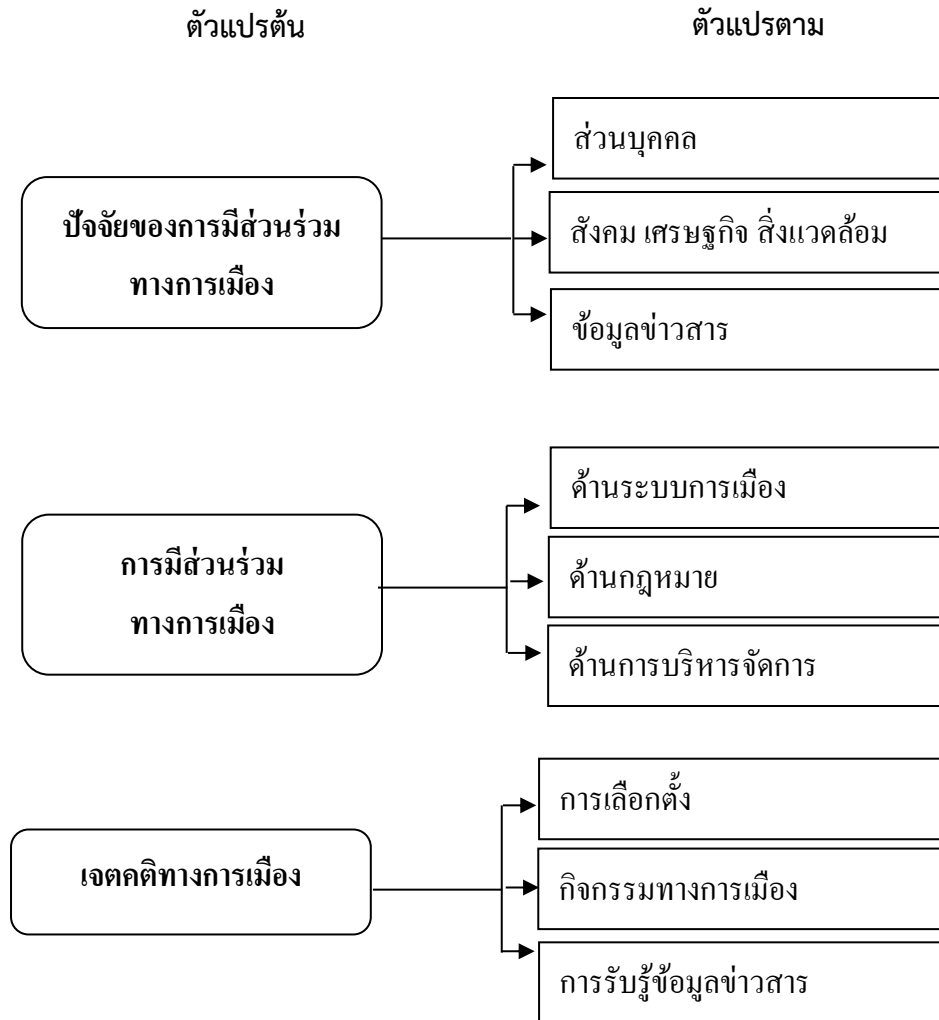 ตัวแปรต้น
ตัวแปรตาม
ปัจจัยของการมีส่วนร่วม
ทางการเมือง
ส่วนบุคคล
สังคม เศรษฐกิจ สิ่งแวดล้อม
ข้อมูลข่าวสาร
การมีส่วนร่วม
ทางการเมือง
ด้านระบบการเมือง
ด้านกฎหมาย
ด้านการบริหารจัดการ
เจตคติทางการเมือง
การเลือกตั้ง
กิจกรรมทางการเมือง
การรับรู้ข้อมูลข่าวสาร